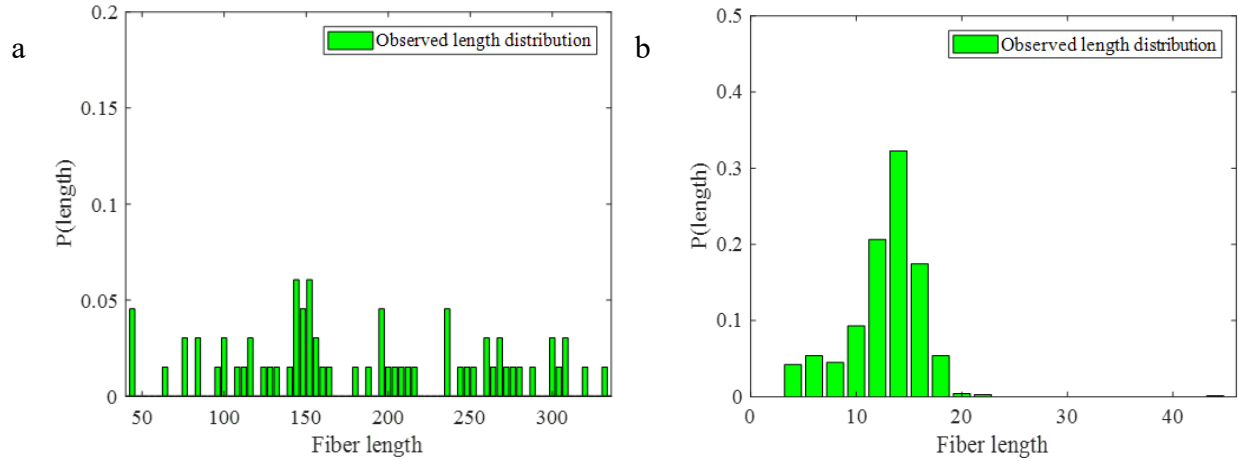 a
0.2
0.15
0.1
0.05
0
P(length)
Observed length distribution
50 100 150 200 250 300
Fiber length
b
0.5
0.4
0.3
0.2
0.1
0
P(length)
Observed length distribution
0 10 20 30 40
Fiber length